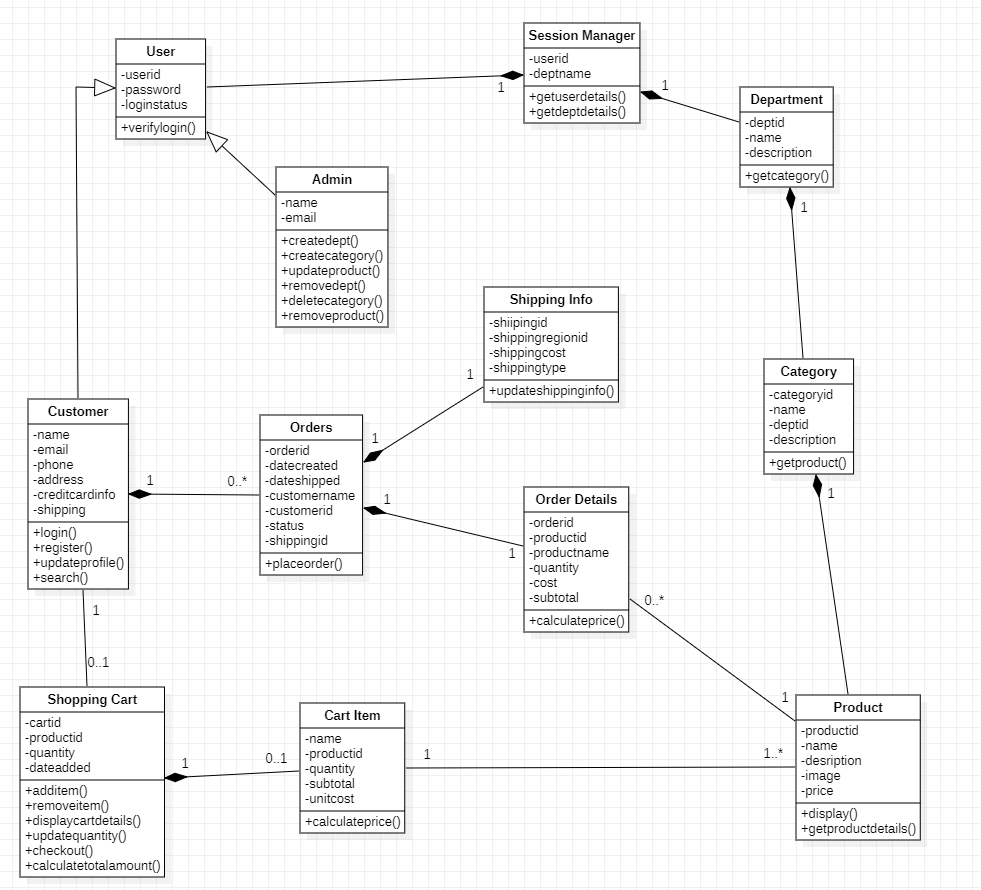 User
-userid
-password
-loginstatus
+verifylogin()
Session Manager
-userid
-deptname
+getuserdetails()
+getdeptdetails()
1
1
Department
-deptid
-name
-description
+getcategory()
1
Admin
-name
-email
+createdept()
+createcategory()
+updateproduct()
+removedept()
+deletecategory()
+removeproduct()
Shipping Info
-shiipingid
-shippingregionid
-shippingcost
-shippingtype
+updateshippinginfo()
1
1
Category
-categoryid
-name
-deptid
-description
+getproduct()
1
Customer
-name
-email
-phone
-address
-creditcardinfo
-shipping
+login()
+register()
+updateprofile()
+search()
1
0..*
Orders
-orderid
-datecreated
-dateshipped
-customername
-customerid
-status
-shippingid
+placeorder()
1
1
Order Details
-orderid
-productid
-productname
-quantity
-cost
-subtotal
+calculateprice()
0..*
1
1
0..1
Shopping Cart
-cartid
-productid
-quantity
-dateadded
+additem()
+removeitem()
+displaycartdetails()
+updatequantity()
+checkout()
+calculatetotalamount()
1
0..1
Cart Item
-name
-productid
-quantity
-subtotal
-unitcost
+calculateprice()
1
1..*
Product
-productid
-name
-desription
-image
-price
+display()
+getproductdetails()